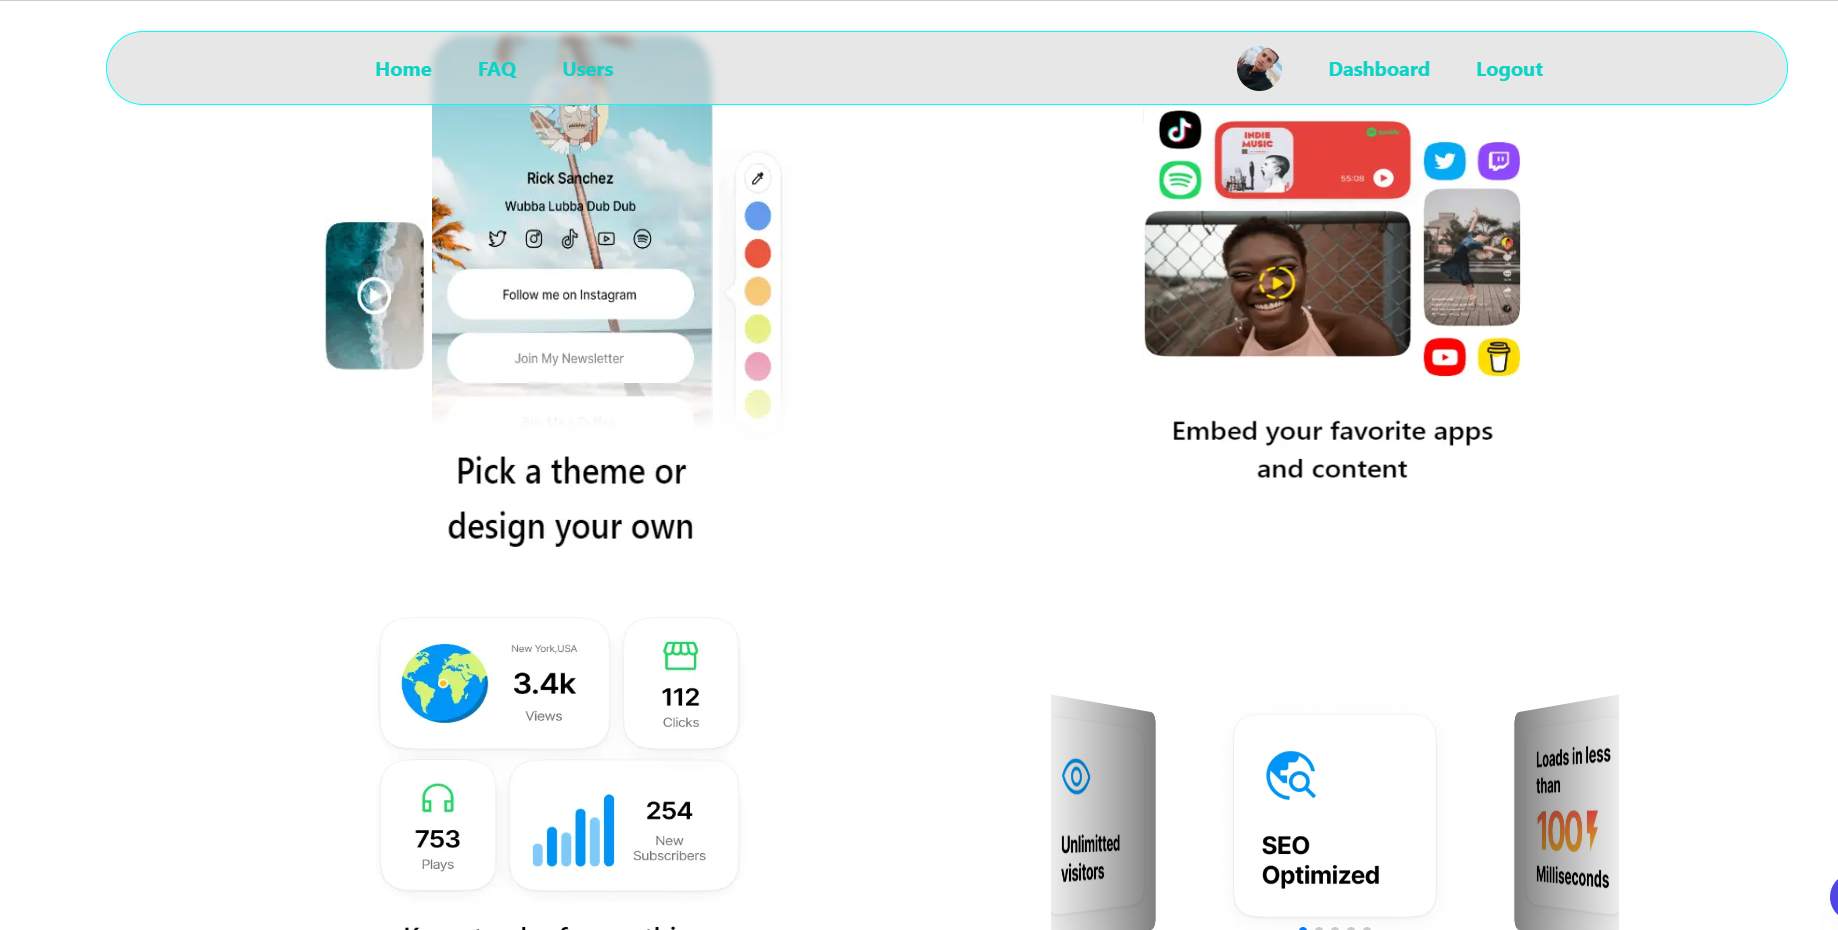 Home FAQ Users Dashboard Logout
Rick Sanchez
Wubba Lubba Dub Dub
Follow me on Instagram
Join My Newsletter
Pick a theme or
design your own
INDIE
MUSIC
Spotify
55:08
Embed your favorite apps
and content
New York,USA
3.4k
Views
112
Clicks
753
Plays
254
New
Subscribers
Unlimitted
visitors
SEO
Optimized
Loads in less
than
100
Milliseconds